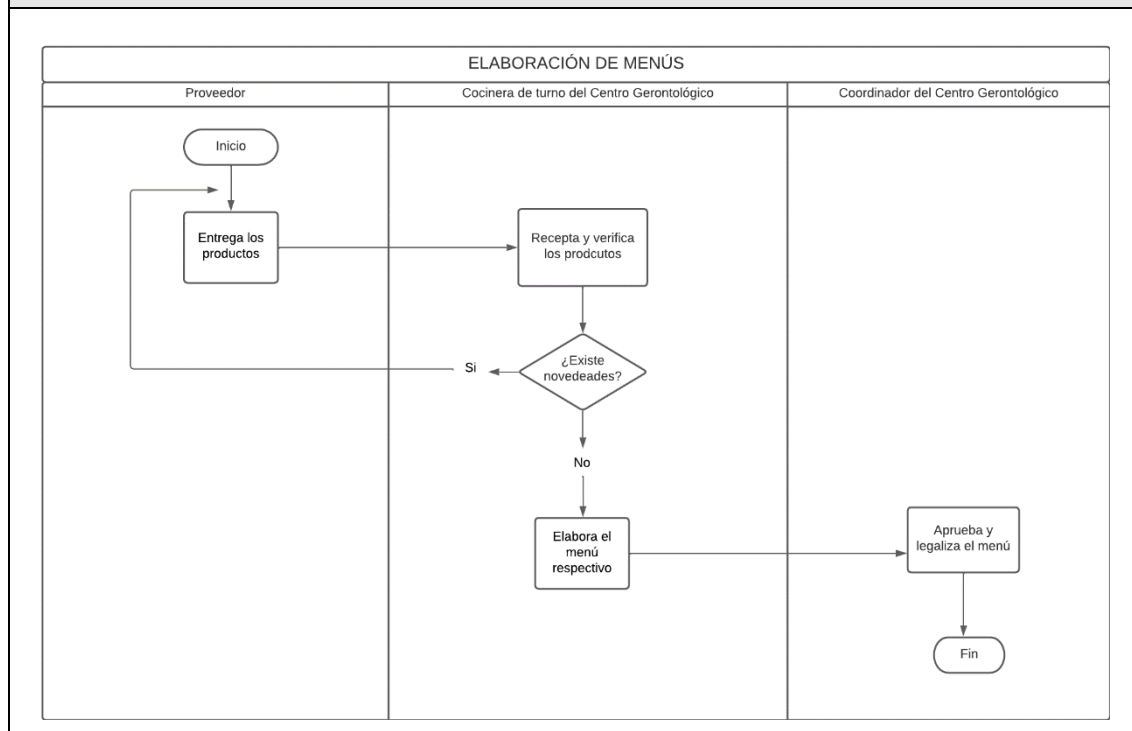 ELABORACIÓN DE MENÚS
Proveedor
Cocinera de turno del Centro Gerontológico
Coordinador del Centro Gerontológico
Inicio
Entrega los
productos
Recepta y verifica
los prodcutos
¿Existe
novedeades?
Si
No
Elabora el
menú
respectivo
Aprueba y
legaliza el menú
Fin